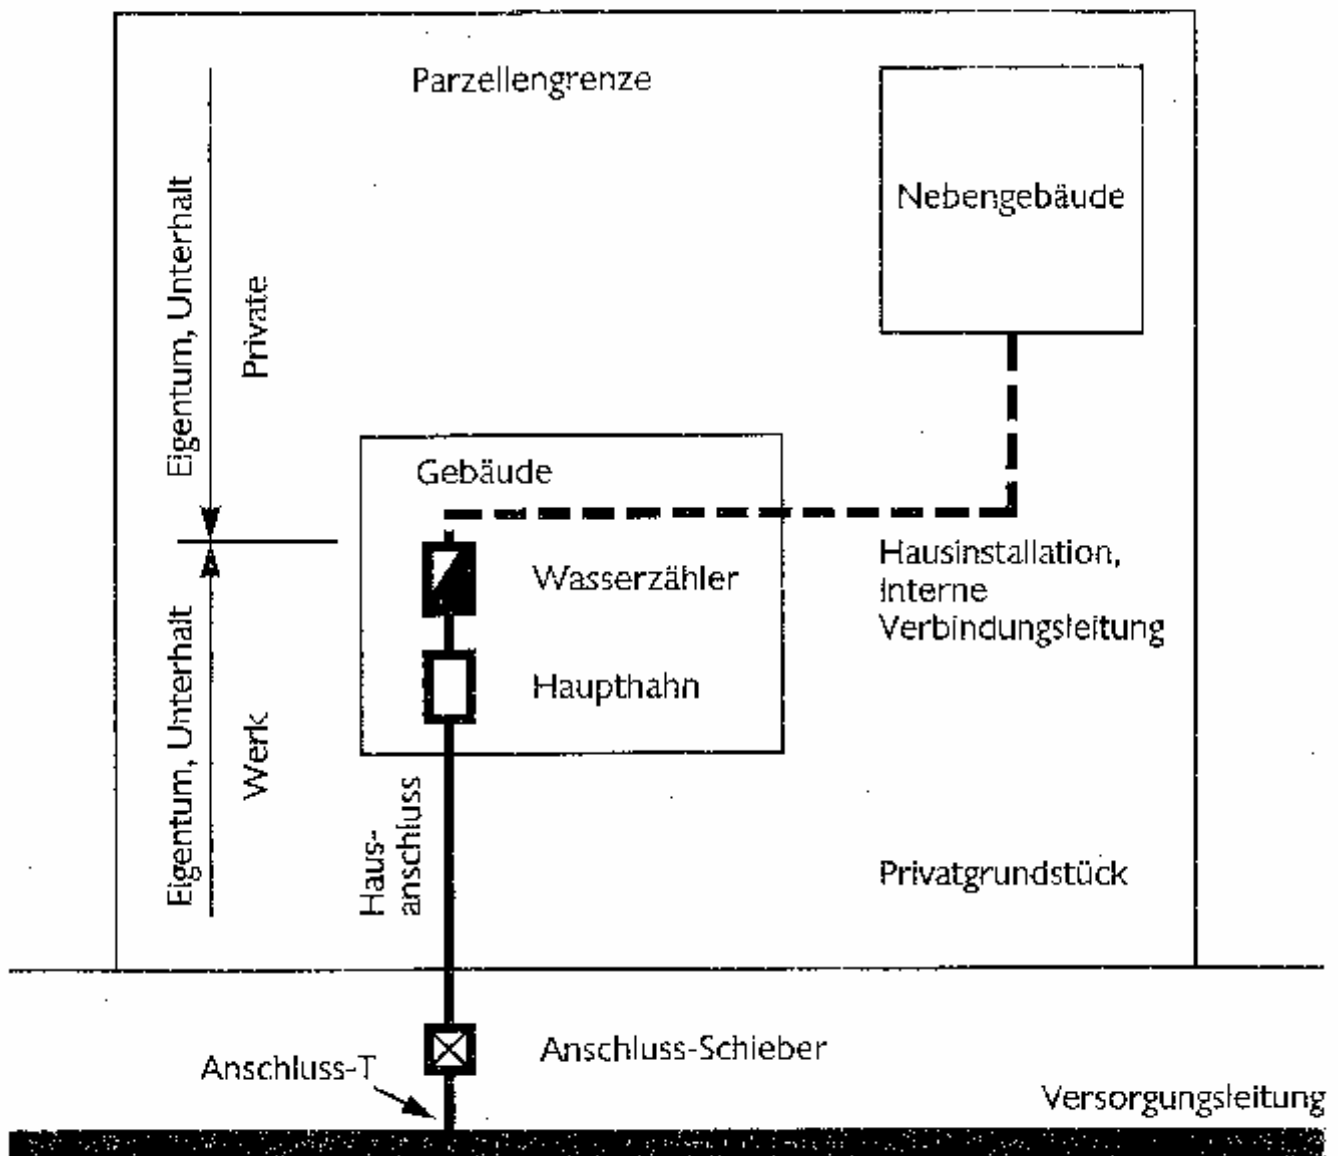 Parzellengrenze
Nebengebäude
Eigentum, Unterhalt
Private
Gebäude
Wasserzähler
Hausinstallation,
Interne
Verbindungsleitung
Haupthahn
Eigentum, Unterhalt
Werk
Haus-
anschluss
Privatgrundstück
Anschluss-Schieber
Anschluss-T
Versorgungsleitung